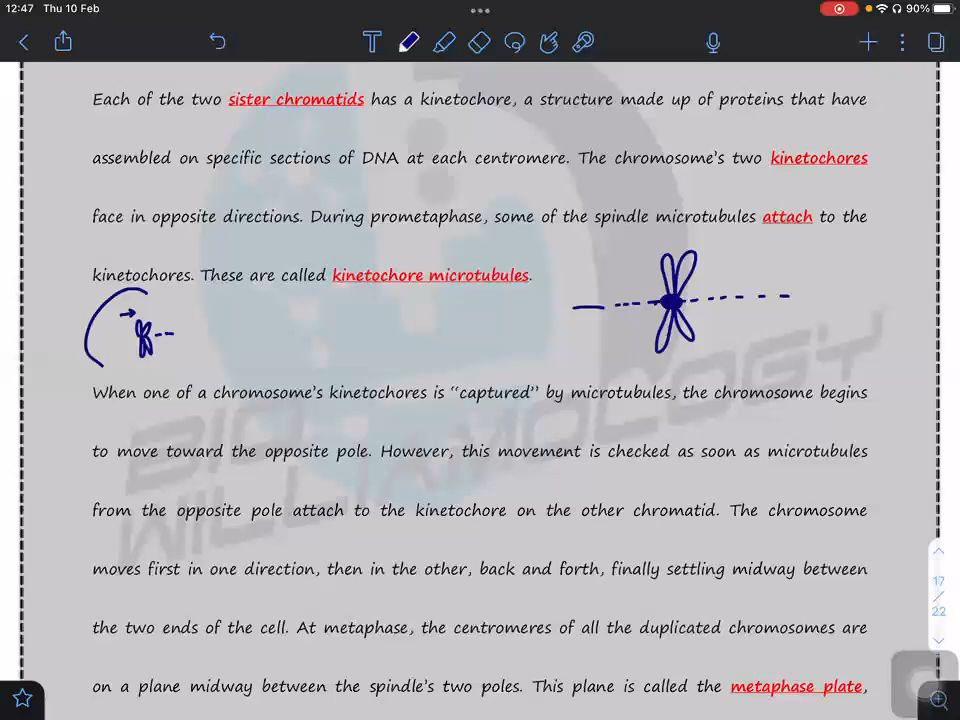 12:47 Thu 10 Feb
90%
T
Each of the two sister chromatids has a kinetochore, a structure made up of proteins that have
assembled on specific sections of DNA at each centromere. The chromosome's two kinetochores
face in opposite directions. During prometaphase, some of the spindle microtubules attach to the
kinetochores. These are called kinetochore microtubules.
When one of a chromosome's kinetochores is “captured” by microtubules, the chromosome begins
to move toward the opposite pole. However, this movement is checked as soon as microtubules
from the opposite pole attach to the kinetochore on the other chromatid. The chromosome
moves first in one direction, then in the other, back and forth, finally settling midway between
the two ends of the cell. At metaphase, the centromeres of all the duplicated chromosomes are
on a plane midway between the spindle's two poles. This plane is called the metaphase plate,
BIO
WILLIAMOLOGY
17
/
22